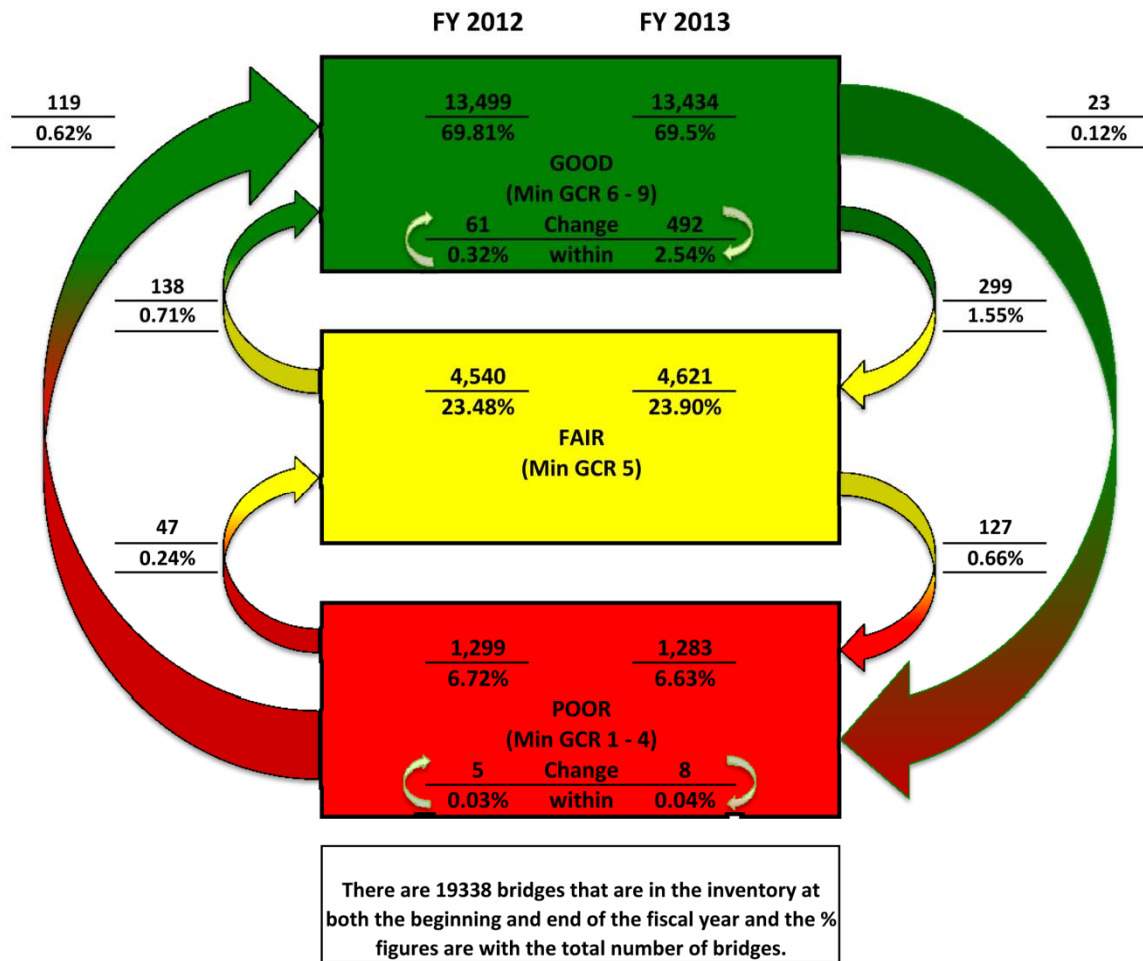 FY 2012 FY 2013
119
0.62%
13,499 13,434
69.81% 69.5%
GOOD
(Min GCR 6 - 9)
61 Change 492
0.32% within 2.54%
23
0.12%
138
0.71%
299
1.55%
4,540 4,621
23.48% 23.90%
FAIR
(Min GCR 5)
47
0.24%
127
0.66%
1,299 1,283
6.72% 6.63%
POOR
(Min GCR 1 - 4)
5 Change 8
0.03% within 0.04%
There are 19338 bridges that are in the inventory at
both the beginning and end of the fiscal year and the %
figures are with the total number of bridges.